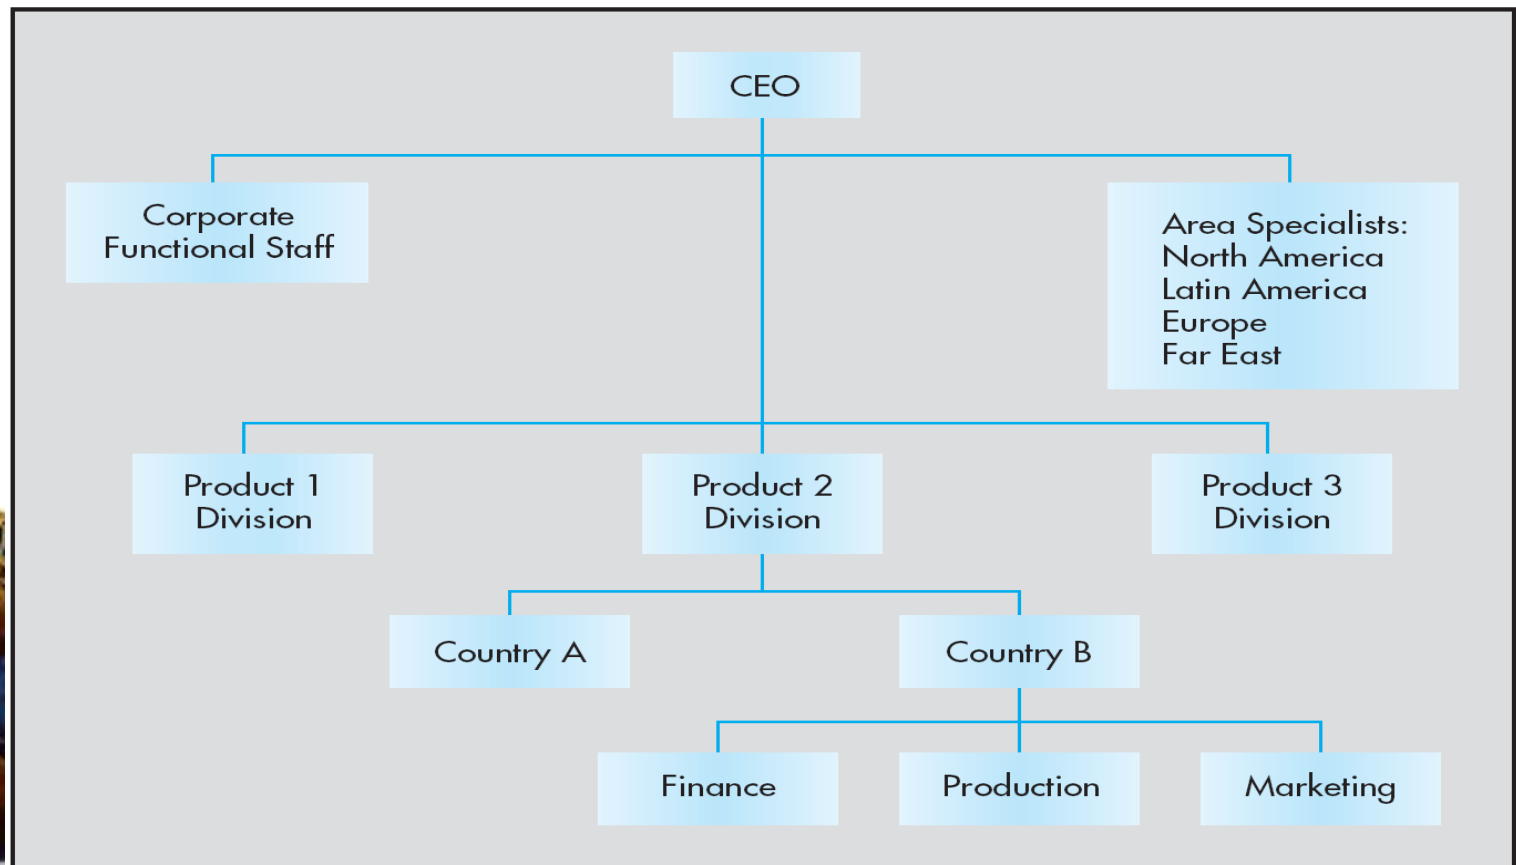 CEO
Corporate
Functional Staff
Area Specialists:
North America
Latin America
Europe
Far East
Product 1
Division
Product 2
Division
Product 3
Division
Country A
Country B
Finance
Production
Marketing